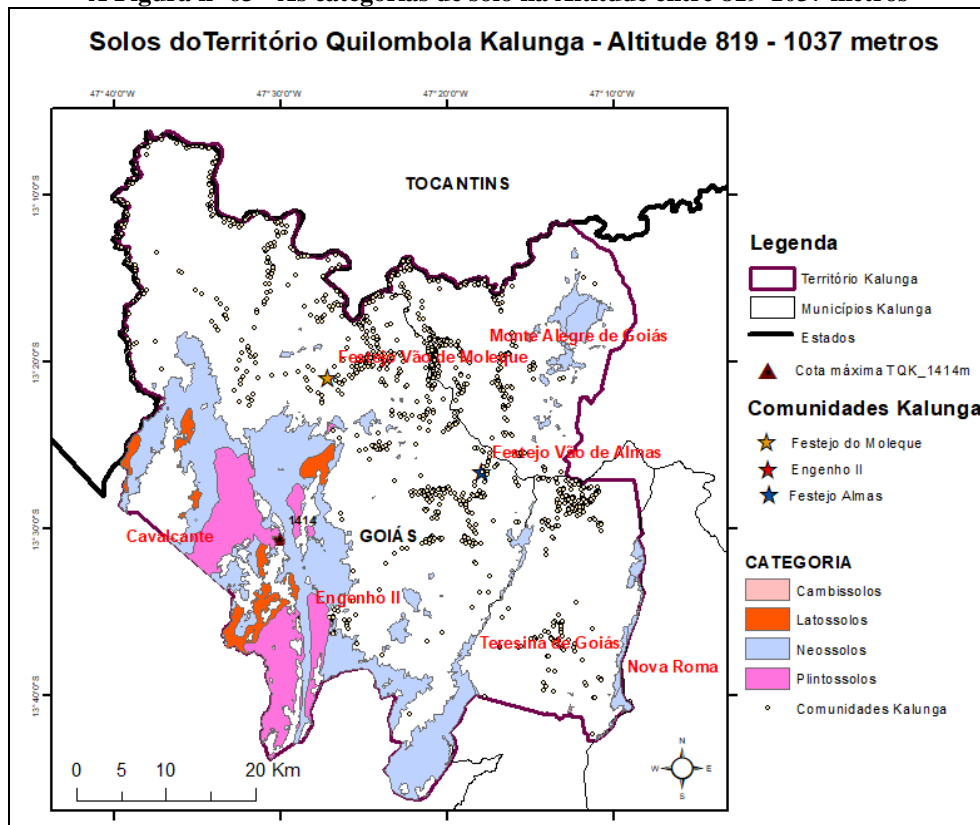 Solos doTerritório Quilombola Kalunga - Altitude 819 - 1037 metros
47°40'0"W
47°30'0"W
47°20'0"W
47°10'0"W
13°10'0"S
13°20'0"S
13°30'0"S
13°40'0"S
TOCANTINS
Monte Alegre de Goiás
Festejo Vão de Moleque
Festejo Vão de Almas
Cavalcante
1414
GOIÁS
Engenho II
Teresina de Goiás
Nova Roma
0 5 10 20 Km
N
W E
S
Legenda
Território Kalunga
Municípios Kalunga
Estados
Cota máxima TQK_1414m
Comunidades Kalunga
Festejo do Moleque
Engenho II
Festejo Almas
CATEGORIA
Cambissolos
Latossolos
Neossolos
Plintossolos
Comunidades Kalunga